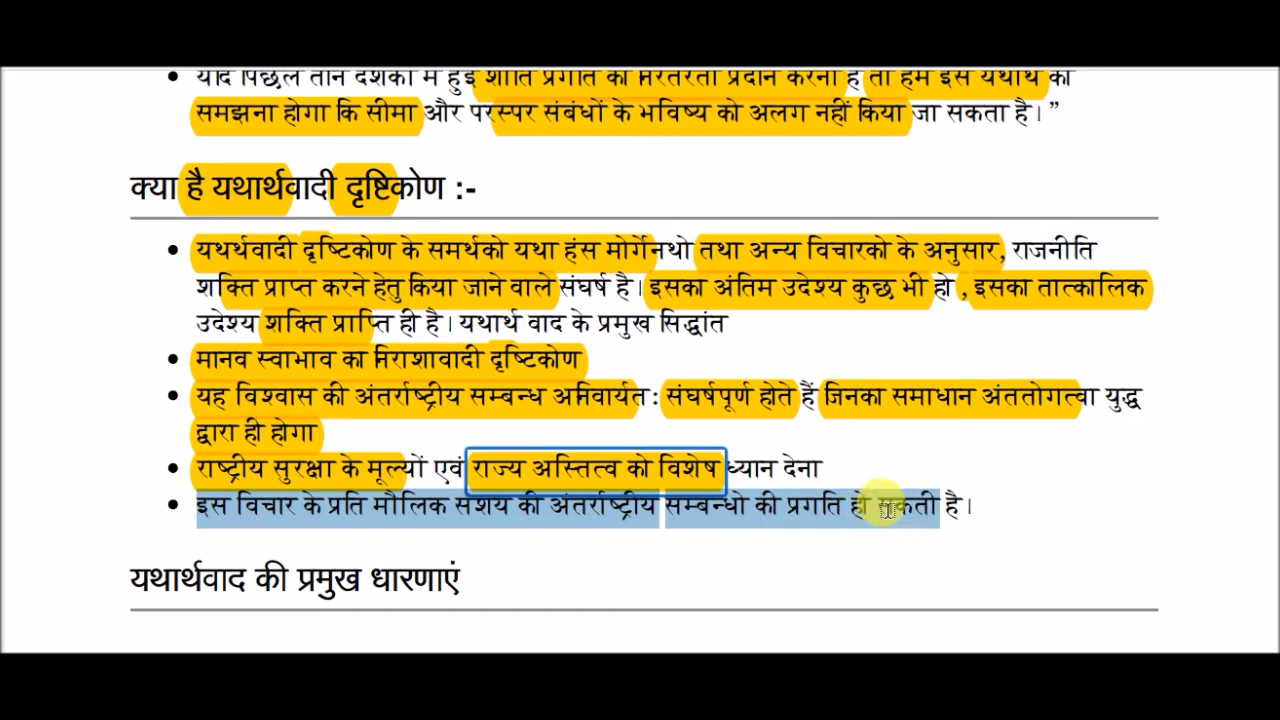 यदि पिछले तीन दशकों में हुई शांति प्रगति को निरंतरता प्रदान करनी है तो हमें इस यथार्थ को
समझना होगा कि सीमा और परस्पर संबंधों के भविष्य को अलग नहीं किया जा सकता है। ”
क्या है यथार्थवादी दृष्टिकोण :-
यथर्थवादी दृष्टिकोण के समर्थको यथा हंस मोर्गेनथो तथा अन्य विचारको के अनुसार, राजनीति
शक्ति प्राप्त करने हेतु किया जाने वाले संघर्ष है। इसका अंतिम उदेश्य कुछ भी हो , इसका तात्कालिक
उदेश्य शक्ति प्राप्ति ही है। यथार्थ वाद के प्रमुख सिद्धांत
मानव स्वाभाव का निराशावादी दृष्टिकोण
यह विश्वास की अंतर्राष्ट्रीय सम्बन्ध अनिवार्यतः संघर्षपूर्ण होते हैं जिनका समाधान अंततोगत्वा युद्ध
द्वारा ही होगा
राष्ट्रीय सुरक्षा के मूल्यों एवं राज्य अस्तित्व को विशेष ध्यान देना
इस विचार के प्रति मौलिक संशय की अंतर्राष्ट्रीय सम्बन्धो की प्रगति हो सकती है।
यथार्थवाद की प्रमुख धारणाएं